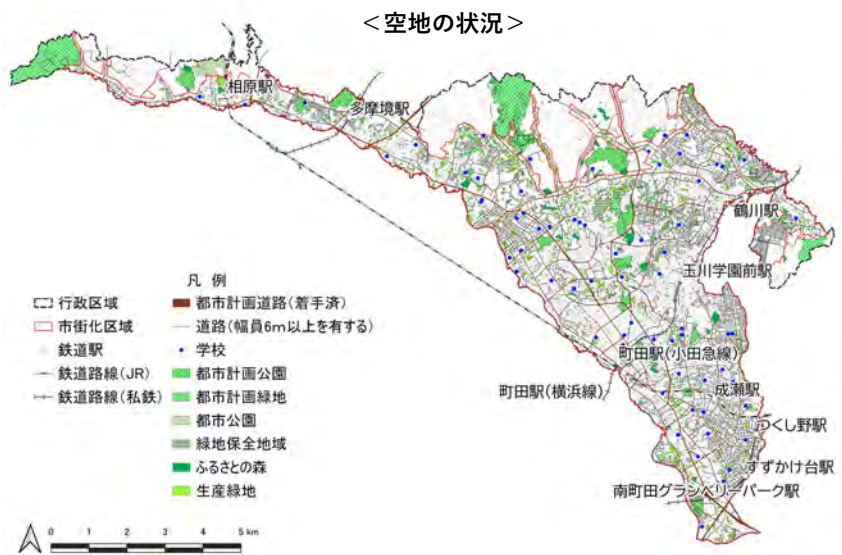 ＜空地の状況＞
相原駅
多摩境駅
鶴川駅
玉川学園前駅
町田駅(小田急線)
町田駅(横浜線)
成瀬駅
つくし野駅
すずかけ台駅
南町田グランベリーパーク駅
凡 例
行政区域
市街化区域
鉄道駅
鉄道路線(JR)
鉄道路線(私鉄)
都市計画道路(着手済)
道路(幅員6m以上を有する)
学校
都市計画公園
都市計画緑地
都市公園
緑地保全地域
ふるさとの森
生産緑地
0 1 2 3 4 5 km